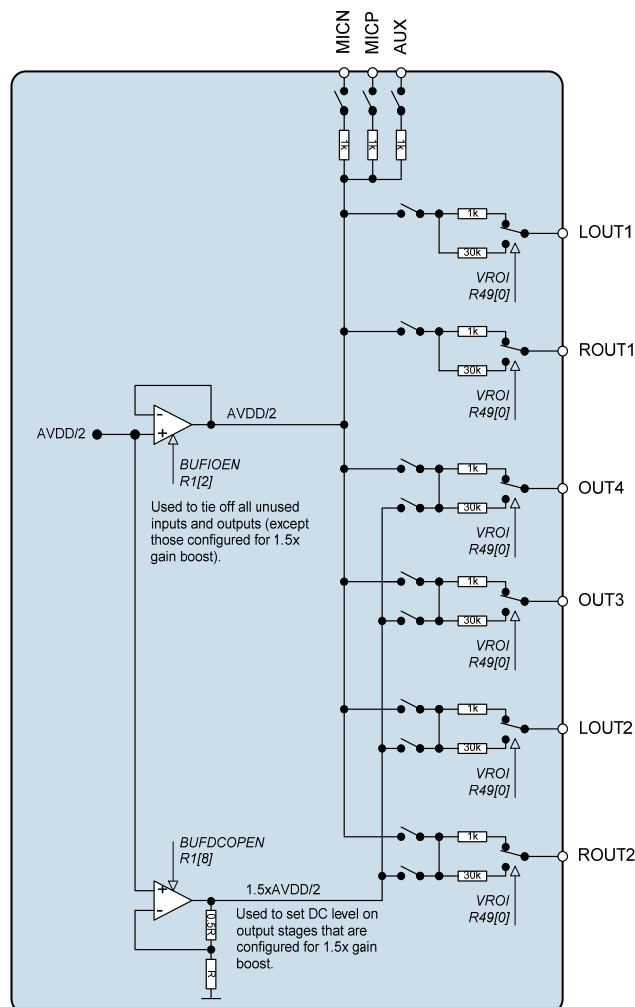 MICN
MICP
AUX
1k
1k
1k
1k
30k
LOUT1
VROI
R49[0]
1k
30k
ROUT1
VROI
R49[0]
AVDD/2
-
+
AVDD/2
BUFIOEN
R1[2]
Used to tie off all unused
inputs and outputs (except
those configured for 1.5x
gain boost).
1k
30k
OUT4
VROI
R49[0]
1k
30k
OUT3
VROI
R49[0]
1k
30k
LOUT2
VROI
R49[0]
1k
30k
ROUT2
VROI
R49[0]
BUFDCOPEN
R1[8]
+
-
1.5xAVDD/2
0.5R
R
Used to set DC level on
output stages that are
configured for 1.5x gain
boost.